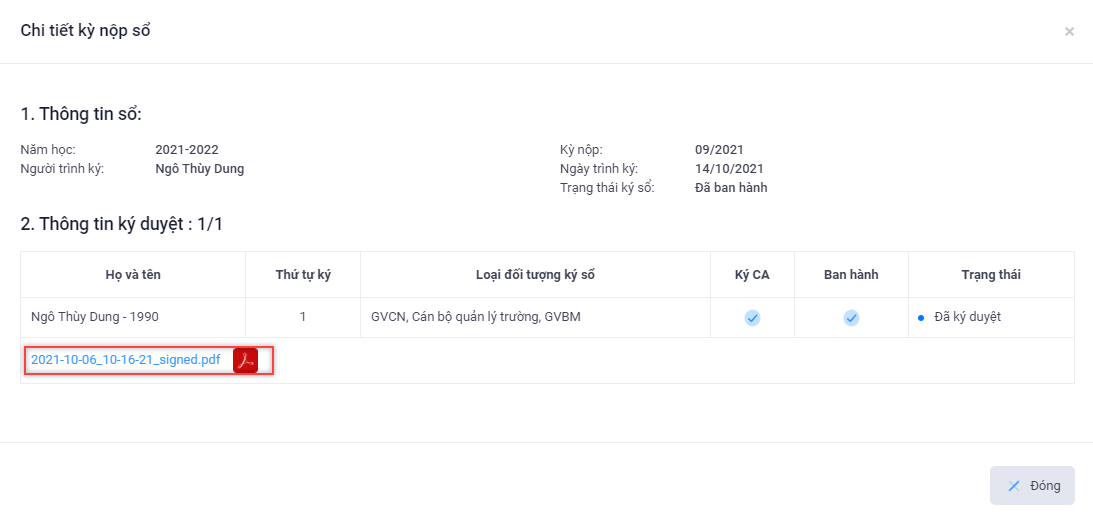 Chi tiết kỳ nộp sổ
×
1. Thông tin sổ:
Năm học: 2021-2022 Kỳ nộp: 09/2021
Người trình ký: Ngô Thùy Dung Ngày trình ký: 14/10/2021
Trạng thái ký sổ: Đã ban hành
2. Thông tin ký duyệt : 1/1
Họ và tên Thứ tự ký Loại đối tượng ký sổ Ký CA Ban hành Trạng thái
Ngô Thùy Dung - 1990 1 GVCN, Cán bộ quản lý trường, GVBM Đã ký duyệt
2021-10-06_10-16-21_signed.pdf
Đóng